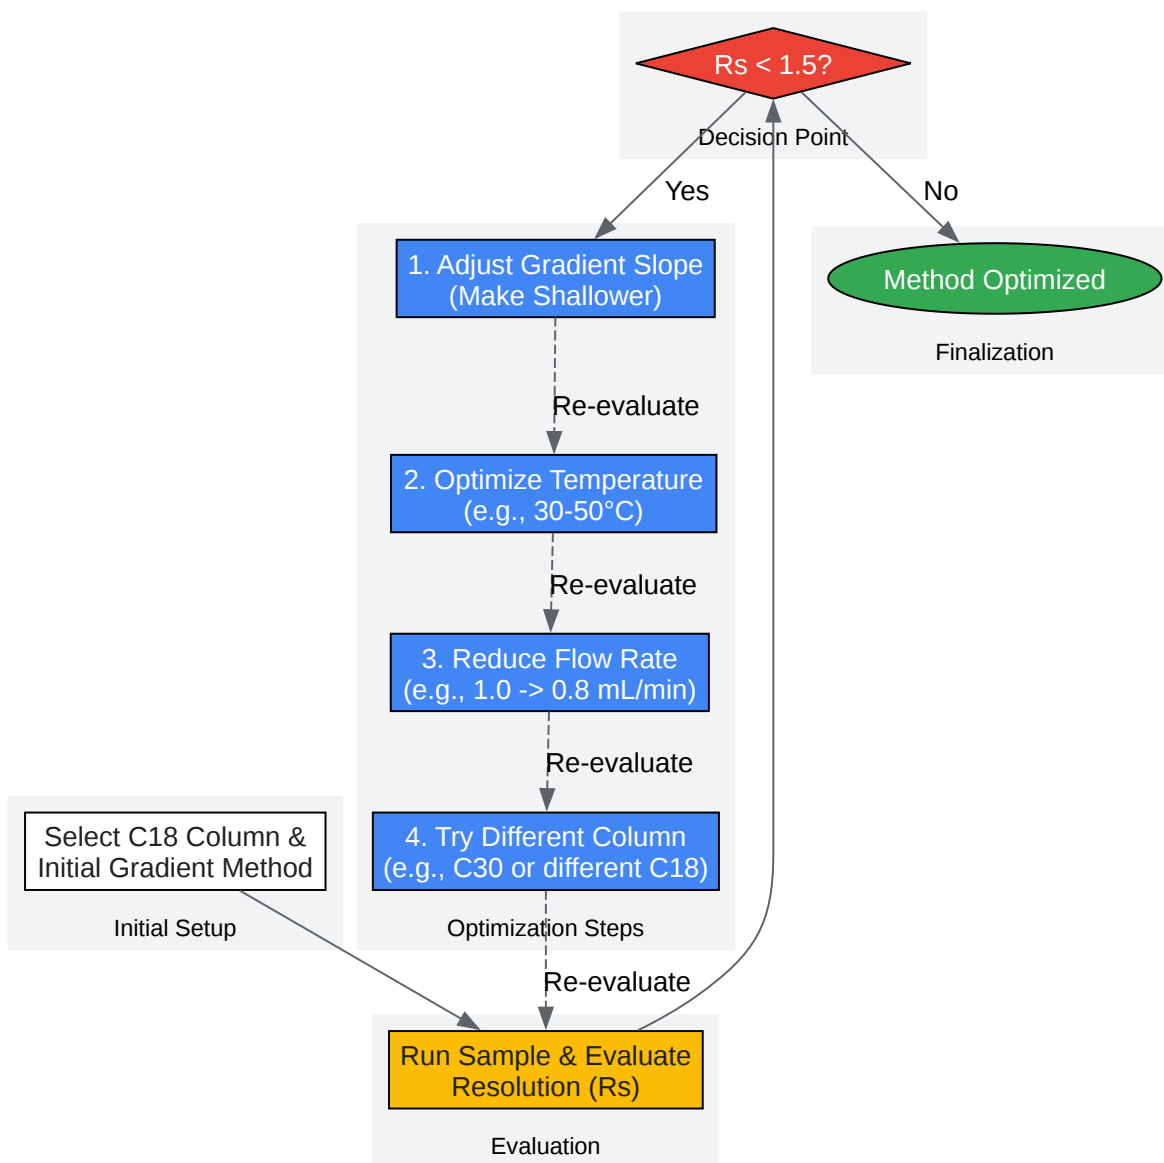 Rs < 1.5?
Decision Point
Yes
No
1. Adjust Gradient Slope
(Make Shallower)
Method Optimized
Finalization
Re-evaluate
2. Optimize Temperature
(e.g., 30-50°C)
Re-evaluate
3. Reduce Flow Rate
(e.g., 1.0 -> 0.8 mL/min)
Re-evaluate
Select C18 Column &
Initial Gradient Method
Initial Setup
4. Try Different Column
(e.g., C30 or different C18)
Optimization Steps
Re-evaluate
Run Sample & Evaluate
Resolution (Rs)
Evaluation